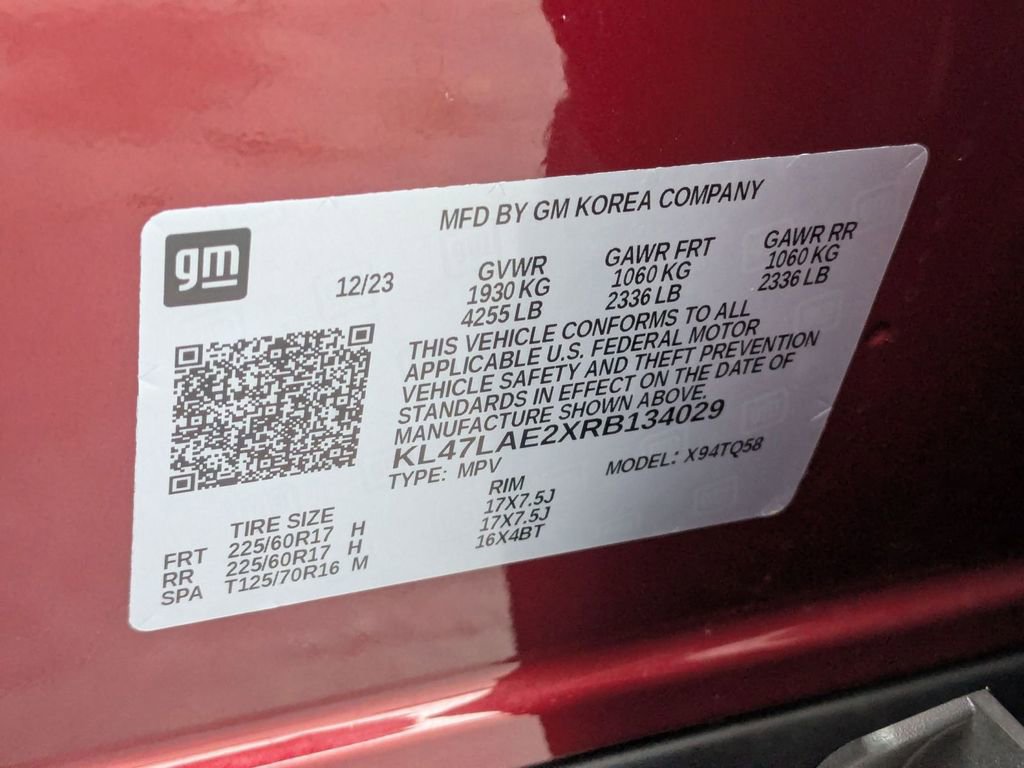 MFD BY GM KOREA COMPANY
gm
12/23
GVWR
1930 KG
4255 LB
GAWR FRT
1060 KG
2336 LB
GAWR RR
1060 KG
2336 LB
THIS VEHICLE CONFORMS TO ALL
APPLICABLE U.S. FEDERAL MOTOR
VEHICLE SAFETY AND THEFT PREVENTION
STANDARDS IN EFFECT ON THE DATE OF
MANUFACTURE SHOWN ABOVE.
KL47LAE2XRB134029
TYPE: MPV MODEL: X94TQ58
TIRE SIZE RIM
FRT 225/60R17 H 17X7.5J
RR 225/60R17 H 17X7.5J
SPA T125/70R16 M 16X4BT